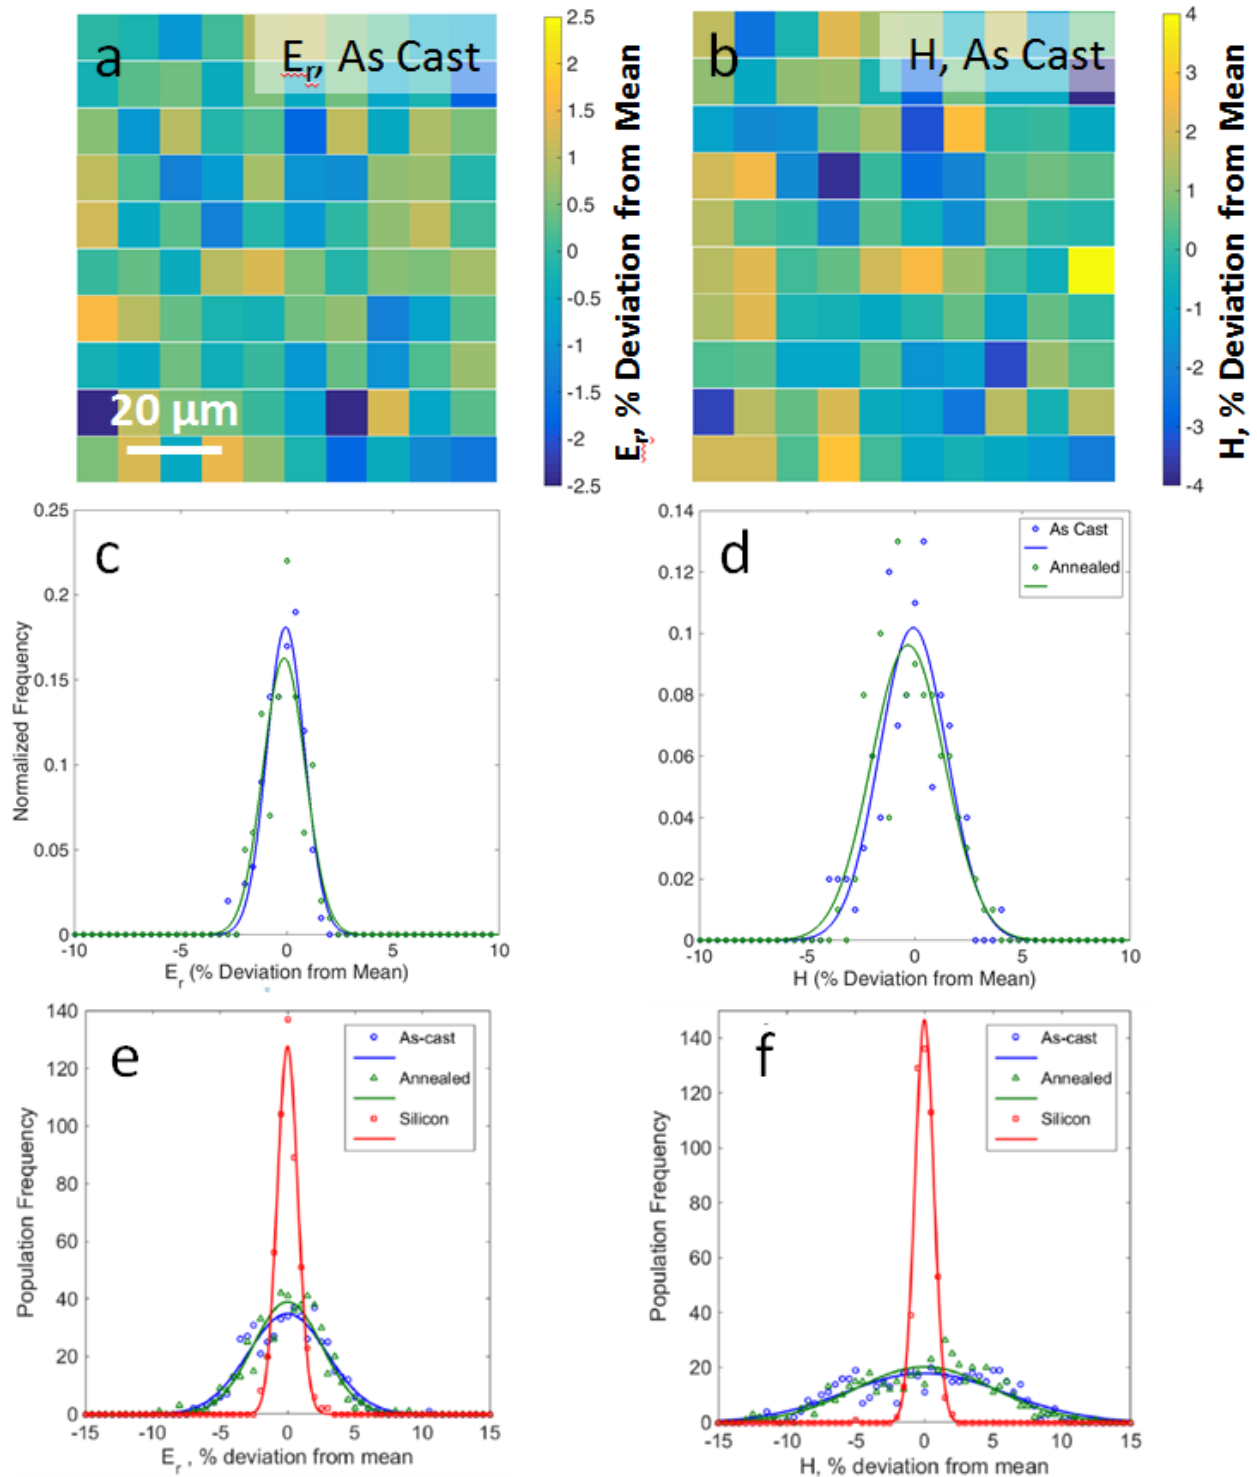 a
E_r, As Cast
2.5
2
1.5
1
0.5
0
-0.5
-1
-1.5
-2
-2.5
E_r, % Deviation from Mean
20 μm
b
H, As Cast
4
3
2
1
0
-1
-2
-3
-4
H, % Deviation from Mean
c
0.25
0.2
0.15
0.1
0.05
0
-10
-5
0
5
10
Normalized Frequency
E_r (% Deviation from Mean)
d
As Cast
Annealed
0.14
0.12
0.1
0.08
0.06
0.04
0.02
0
-10
-5
0
5
10
H (% Deviation from Mean)
e
As-cast
Annealed
Silicon
140
120
100
80
60
40
20
0
-15
-10
-5
0
5
10
15
Population Frequency
E_r , % deviation from mean
f
As-cast
Annealed
Silicon
140
120
100
80
60
40
20
0
-15
-10
-5
0
5
10
15
Population Frequency
H, % deviation from mean